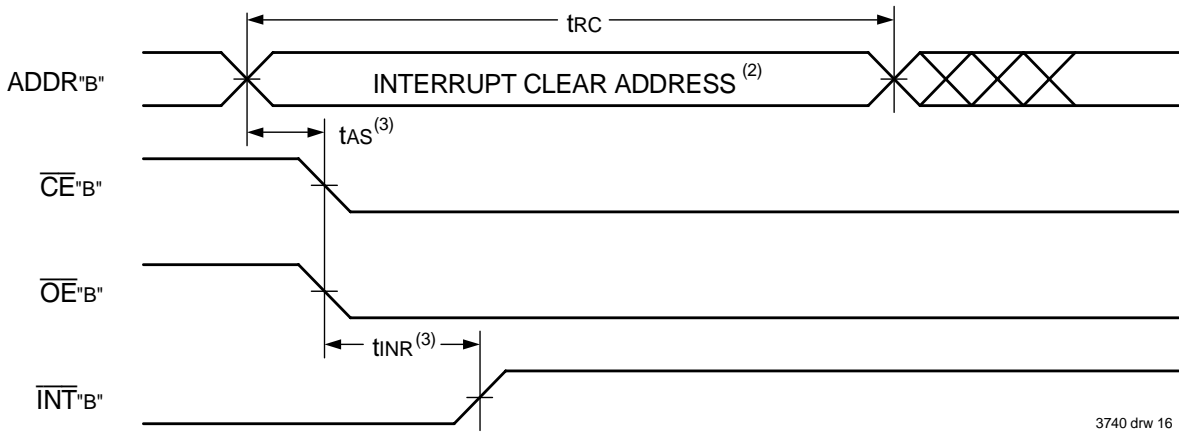 tRC
ADDR"B"
INTERRUPT CLEAR ADDRESS (2)
tAS(3)
CE"B"
OE"B"
tINR(3)
INT"B"
3740 drw 16